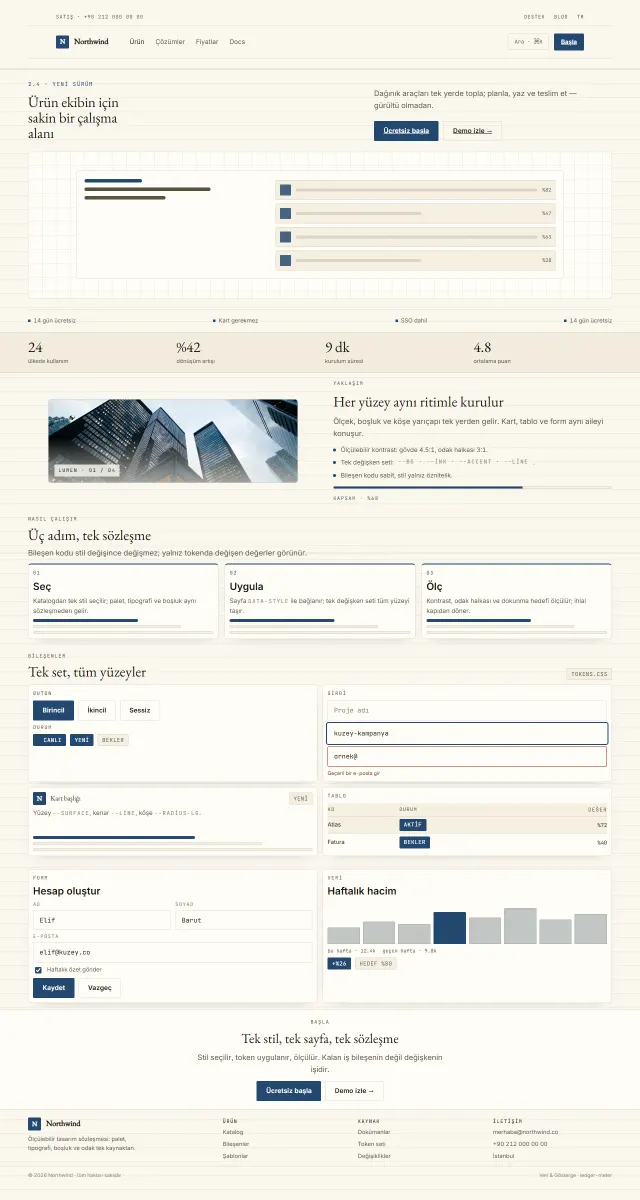 SATIŞ · +90 212 000 00 00
DESTEK BLOG TR
N Northwind Ürün Çözümler Fiyatlar Docs
Ara · ⌘K Başla
2.4 · YENİ SÜRÜM
Ürün ekibin için
sakin bir çalışma
alanı
Dağınık araçları tek yerde topla; planla, yaz ve teslim et —
gürültü olmadan.
Ücretsiz başla Demo izle →
%82
%47
%63
%28
14 gün ücretsiz Kart gerekmez SSO dahil 14 gün ücretsiz
24 %42 9 dk 4.8
ülkede kullanım dönüşüm artışı kurulum süresi ortalama puan
YAKLAŞIM
Her yüzey aynı ritimle kurulur
Ölçek, boşluk ve köşe yarıçapı tek yerden gelir. Kart, tablo ve form aynı aileyi
konuşur.
Ölçülebilir kontrast: gövde 4.5:1, odak halkası 3:1.
Tek değişken seti: --BG · --INK · --ACCENT · --LINE .
Bileşen kodu sabit, stil yalnız öznitelik.
KAPSAM · %68
LUMEN · 01 / 04
NASIL ÇALIŞIR
Üç adım, tek sözleşme
Bileşen kodu stil değişince değişmez; yalnız tokenda değişen değerler görünür.
01
Seç
Katalogdan tek stil seçilir; palet, tipografi ve boşluk aynı
sözleşmeden gelir.
02
Uygula
Sayfa DATA-STYLE ile bağlanır; tek değişken seti tüm yüzeyi
taşır.
03
Ölç
Kontrast, odak halkası ve dokunma hedefi ölçülür; ihlal
kapıdan döner.
BİLEŞENLER
Tek set, tüm yüzeyler
TOKENS.CSS
BUTON
Birincil İkincil Sessiz
DURUM
CANLI YENİ BEKLER
GİRDİ
Proje adı
kuzey-kampanya
ornek@
Geçerli bir e-posta gir
N Kart başlığı
YENİ
Yüzey --SURFACE, kenar --LINE, köşe --RADIUS-LG.
TABLO
AD DURUM DEĞER
Atlas AKTİF %72
Fatura BEKLER %40
FORM
Hesap oluştur
AD SOYAD
Elif Barut
E-POSTA
elif@kuzey.co
Haftalık özet gönder
Kaydet Vazgeç
VERİ
Haftalık hacim
bu hafta · 12.4k geçen hafta · 9.8k
+%26 HEDEF %80
BAŞLA
Tek stil, tek sayfa, tek sözleşme
Stil seçilir, token uygulanır, ölçülür. Kalan iş bileşenin değil değişkenin
işidir.
Ücretsiz başla Demo izle →
N Northwind
Ölçülebilir tasarım sözleşmesi: palet,
tipografi, boşluk ve odak tek kaynaktan.
ÜRÜN
Katalog
Bileşenler
Şablonlar
KAYNAK
Dokümanlar
Token seti
Değişiklikler
İLETİŞİM
merhaba@northwind.co
+90 212 000 00 00
İstanbul
© 2026 Northwind · tüm hakları saklıdır
Veri & Gösterge · ledger-meter